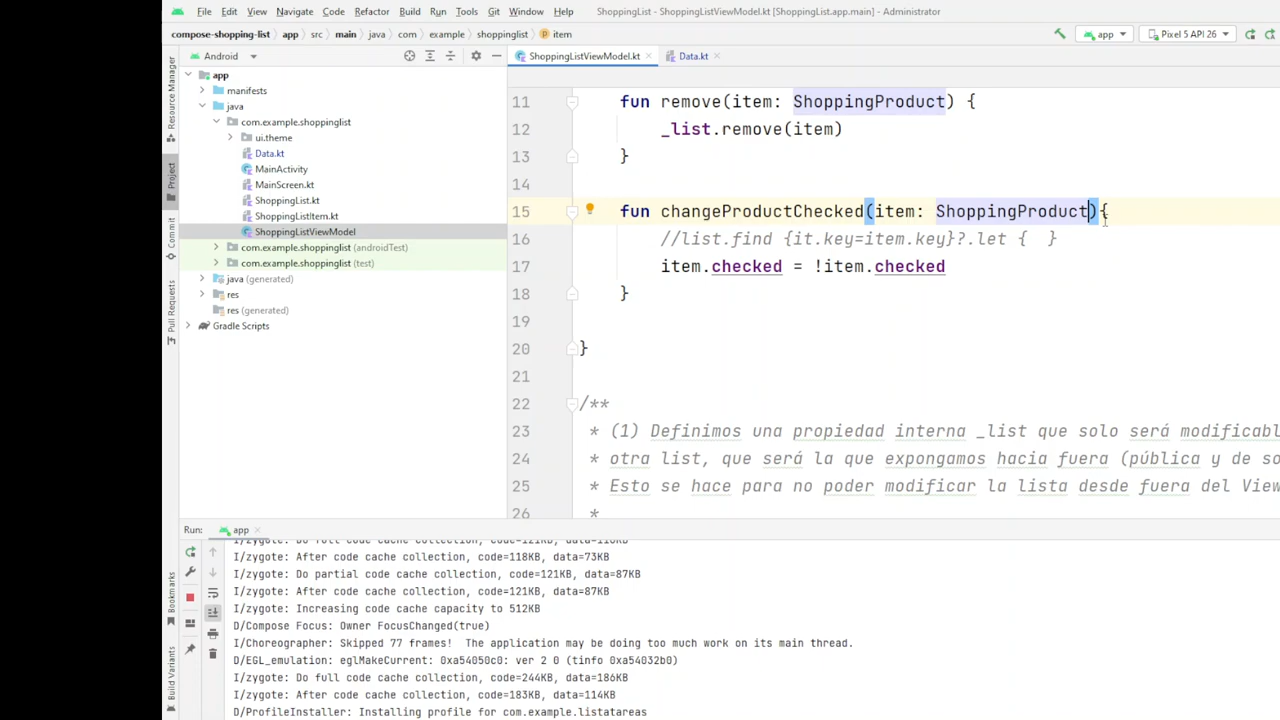 File Edit View Navigate Code Refactor Build Run Tools Git Window Help ShoppingList - ShoppingListViewModel.kt [ShoppingList.app.main] - Administrator
compose-shopping-list app src main java com example shoppinglist item app Pixel 5 API 26
Android ShoppingListViewModel.kt Data.kt
Resource Manager
Project
Commit
Pull Requests
Bookmarks
Build Variants
app
manifests
java
com.example.shoppinglist
ui.theme
Data.kt
MainActivity
MainScreen.kt
ShoppingList.kt
ShoppingListItem.kt
ShoppingListViewModel
com.example.shoppinglist (androidTest)
com.example.shoppinglist (test)
java (generated)
res
res (generated)
Gradle Scripts
11 fun remove(item: ShoppingProduct) {
12 _list.remove(item)
13 }
14
15 fun changeProductChecked(item: ShoppingProduct){
16 //list.find {it.key=item.key}?.let {  }
17 item.checked = !item.checked
18 }
19
20 }
21
22 /**
23 * (1) Definimos una propiedad interna _list que solo será modificabl
24 * otra list, que será la que expongamos hacia fuera (pública y de so
25 * Esto se hace para no poder modificar la lista desde fuera del View
26 *
Run: app
I/zygote: After code cache collection, code=118KB, data=73KB
I/zygote: Do partial code cache collection, code=121KB, data=87KB
I/zygote: After code cache collection, code=121KB, data=87KB
I/zygote: Increasing code cache capacity to 512KB
D/Compose Focus: Owner FocusChanged(true)
I/Choreographer: Skipped 77 frames!  The application may be doing too much work on its main thread.
D/EGL_emulation: eglMakeCurrent: 0xa54050c0: ver 2 0 (tinfo 0xa54032b0)
I/zygote: Do full code cache collection, code=244KB, data=186KB
I/zygote: After code cache collection, code=183KB, data=114KB
D/ProfileInstaller: Installing profile for com.example.listatareas